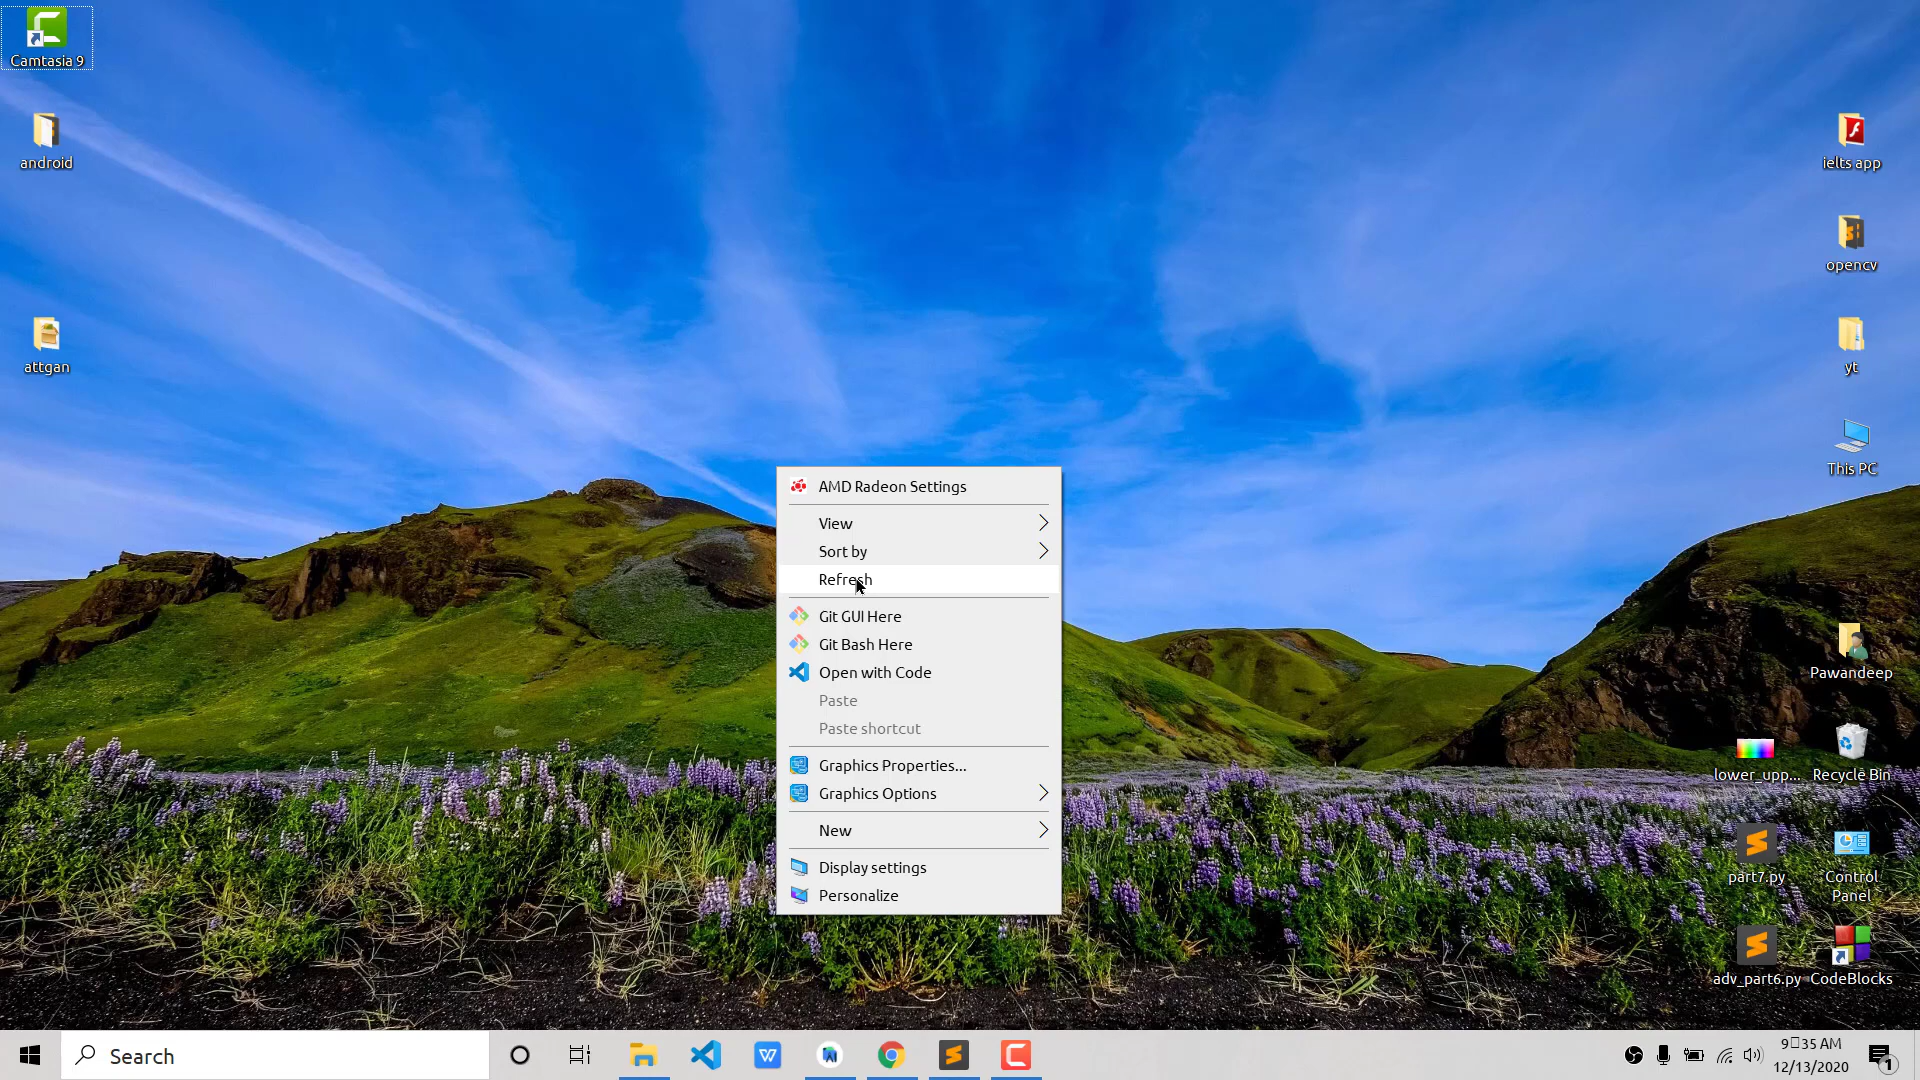 Camtasia 9
android
attgan
ielts app
opencv
yt
This PC
Pawandeep
lower_upp...
Recycle Bin
part7.py
Control
Panel
adv_part6.py
CodeBlocks
AMD Radeon Settings
View
Sort by
Refresh
Git GUI Here
Git Bash Here
Open with Code
Paste
Paste shortcut
Graphics Properties...
Graphics Options
New
Display settings
Personalize
Search
9▯35 AM
12/13/2020
1